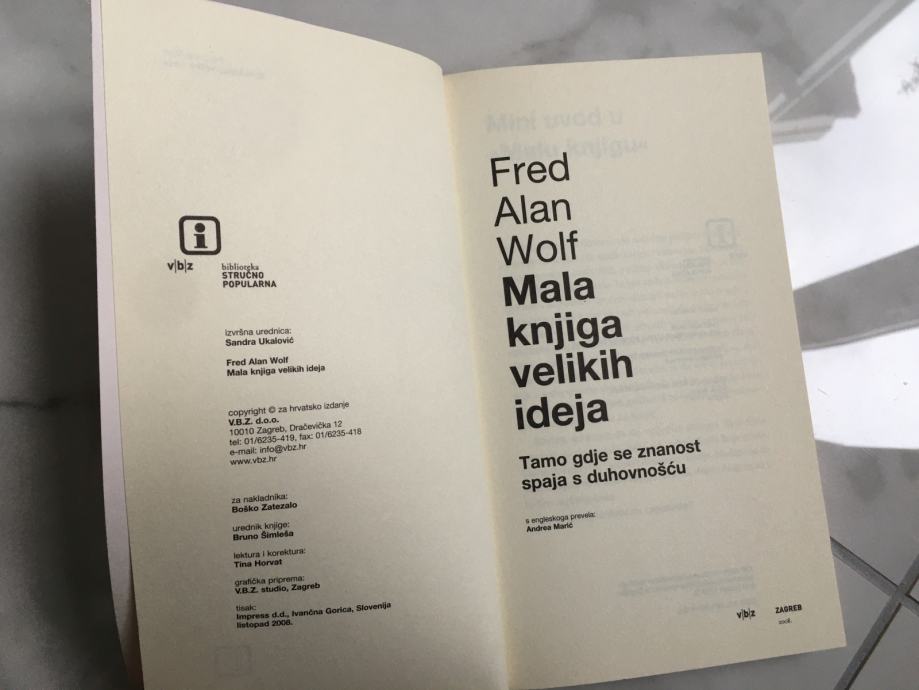 v|b|z
biblioteka
STRUČNO
POPULARNA
izvršna urednica:
Sandra Ukalović
Fred Alan Wolf
Mala knjiga velikih ideja
copyright © za hrvatsko izdanje
V.B.Z. d.o.o.
10010 Zagreb, Dračevička 12
tel: 01/6235-419, fax: 01/6235-418
e-mail: info@vbz.hr
www.vbz.hr
za nakladnika:
Boško Zatezalo
urednik knjige:
Bruno Šimleša
lektura i korektura:
Tina Horvat
grafička priprema:
V.B.Z. studio, Zagreb
tisak:
Impress d.d., Ivančna Gorica, Slovenija
listopad 2008.
Mini uvod u
»Malu knjigu«
Fred
Alan
Wolf
Mala
knjiga
velikih
ideja
Tamo gdje se znanost
spaja s duhovnošću
s engleskoga prevela:
Andrea Marić
v|b|z ZAGREB
2008.